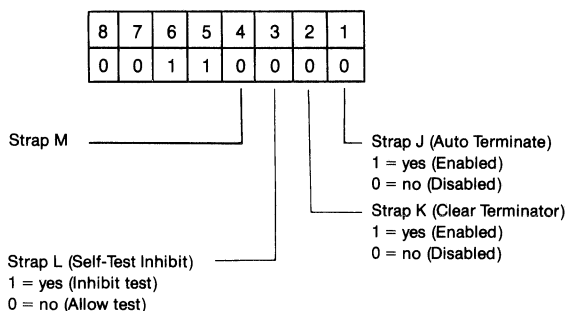 8 7 6 5 4 3 2 1
0 0 1 1 0 0 0 0
Strap M
Strap J (Auto Terminate)
1 = yes (Enabled)
0 = no (Disabled)
Strap K (Clear Terminator)
1 = yes (Enabled)
0 = no (Disabled)
Strap L (Self-Test Inhibit)
1 = yes (Inhibit test)
0 = no (Allow test)